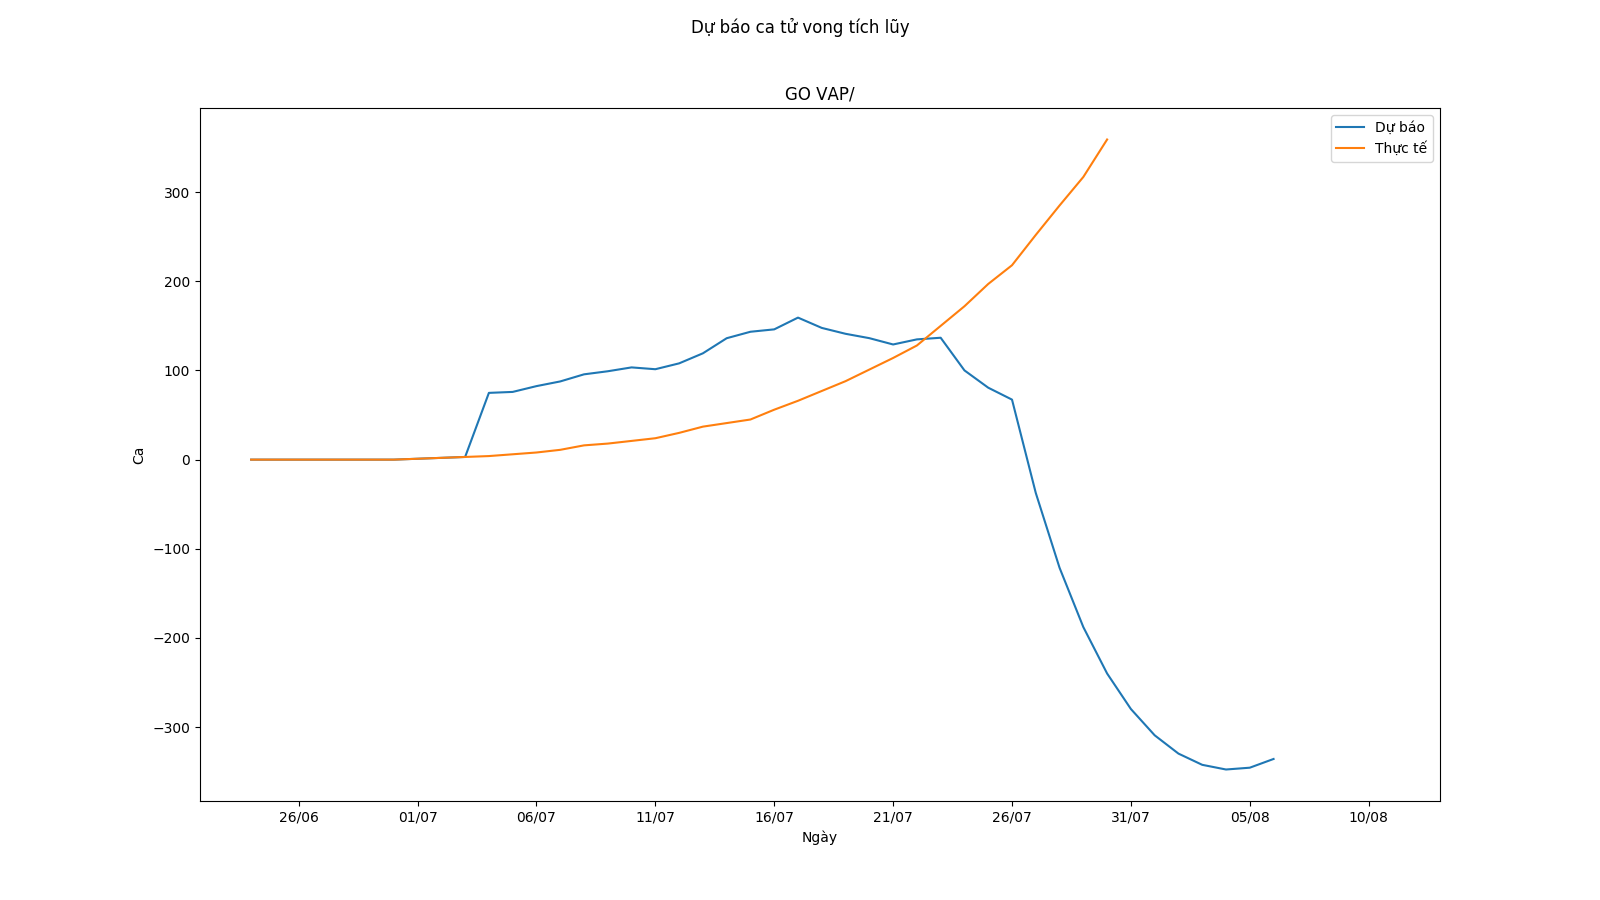 Dự báo ca tử vong tích lũy
GO VAP/
Dự báo
Thực tế
300
200
100
0
−100
−200
−300
Ca
26/06 01/07 06/07 11/07 16/07 21/07 26/07 31/07 05/08 10/08
Ngày